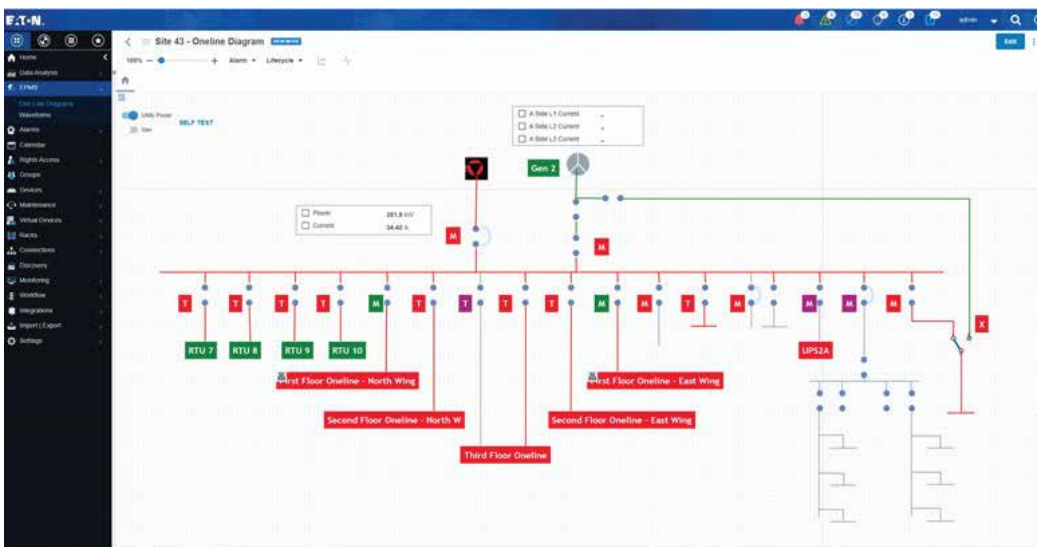 E:T•N.
admin
Site 43 - Oneline Diagram
Exit
100%
Alarm
Lifecycle
Home
Data Analysis
EPMS
One Line Diagrams
Waveforms
Alarms
Calendar
Rights Access
Groups
Devices
Maintenance
Virtual Devices
Racks
Connections
Discovery
Monitoring
Workflow
Integrations
Import | Export
Settings
Utility Power
Gen
SELF TEXT
A Side L1 Current -
A Side L2 Current -
A Side L3 Current -
Gen 2
Power 281.9 kW
Current 34.42 A
M
M
T T T T M T T T T M M T M M M M
X
RTU 7 RTU 8 RTU 9 RTU 10
UPS2A
First Floor Oneline - North Wing
First Floor Oneline - East Wing
Second Floor Oneline - North W
Second Floor Oneline - East Wing
Third Floor Oneline